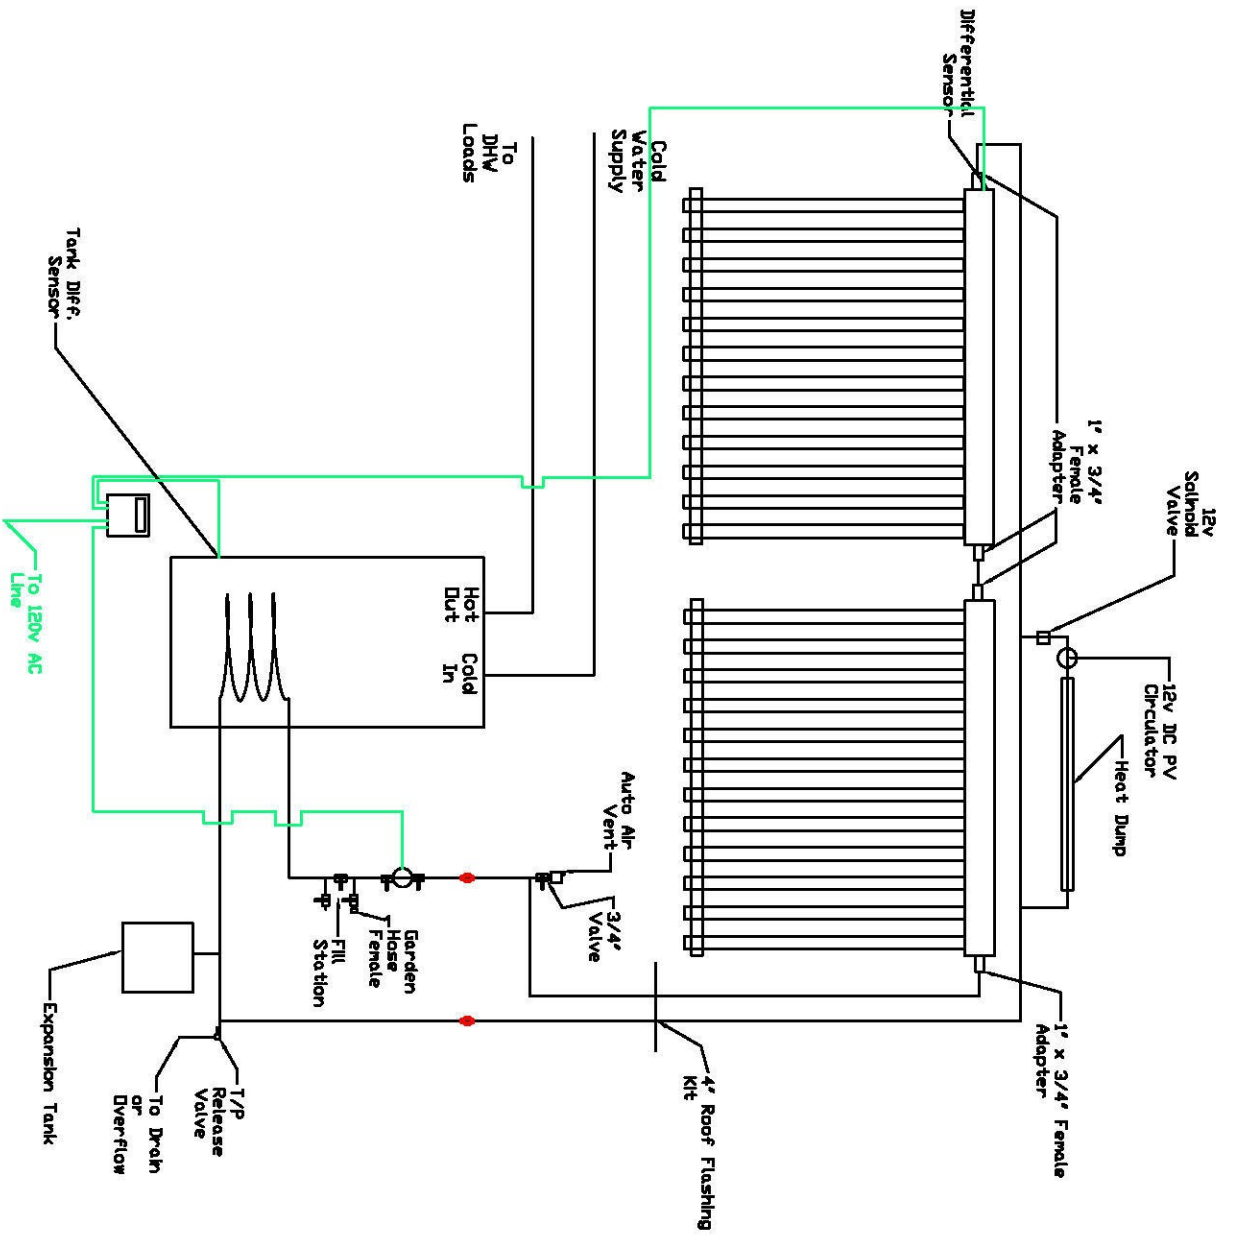 12v
Solinoid
Valve
12v DC PV
Circulator
Heat Dump
1" x 3/4"
Female
Adapter
1" x 3/4" Female
Adapter
Differential
Sensor
4" Roof Flashing
Kit
Cold
Water
Supply
Auto Air
Vent
3/4"
Valve
To
DHW
Loads
Hot
Out
Cold
In
Garden
Hose
Female
Fill
Station
Tank Diff.
Sensor
T/P
Release
Valve
To Drain
or
Overflow
Expansion Tank
To 120v AC
Line